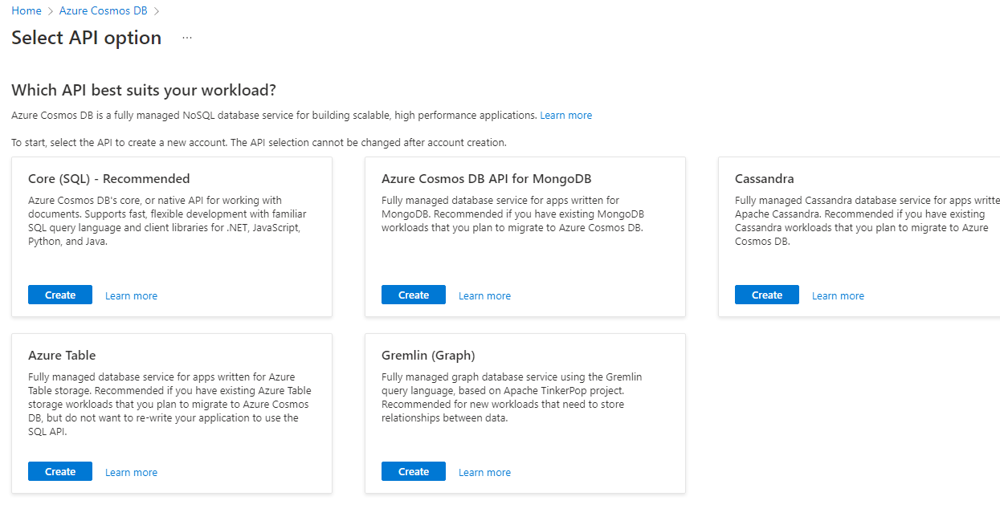 Home > Azure Cosmos DB >
Select API option ...
Which API best suits your workload?
Azure Cosmos DB is a fully managed NoSQL database service for building scalable, high performance applications. Learn more
To start, select the API to create a new account. The API selection cannot be changed after account creation.
Core (SQL) - Recommended
Azure Cosmos DB's core, or native API for working with
documents. Supports fast, flexible development with familiar
SQL query language and client libraries for .NET, JavaScript,
Python, and Java.
Create Learn more
Azure Cosmos DB API for MongoDB
Fully managed database service for apps written for
MongoDB. Recommended if you have existing MongoDB
workloads that you plan to migrate to Azure Cosmos DB.
Create Learn more
Cassandra
Fully managed Cassandra database service for apps writte
Apache Cassandra. Recommended if you have existing
Cassandra workloads that you plan to migrate to Azure
Cosmos DB.
Create Learn more
Azure Table
Fully managed database service for apps written for Azure
Table storage. Recommended if you have existing Azure Table
storage workloads that you plan to migrate to Azure Cosmos
DB, but do not want to re-write your application to use the
SQL API.
Create Learn more
Gremlin (Graph)
Fully managed graph database service using the Gremlin
query language, based on Apache TinkerPop project.
Recommended for new workloads that need to store
relationships between data.
Create Learn more